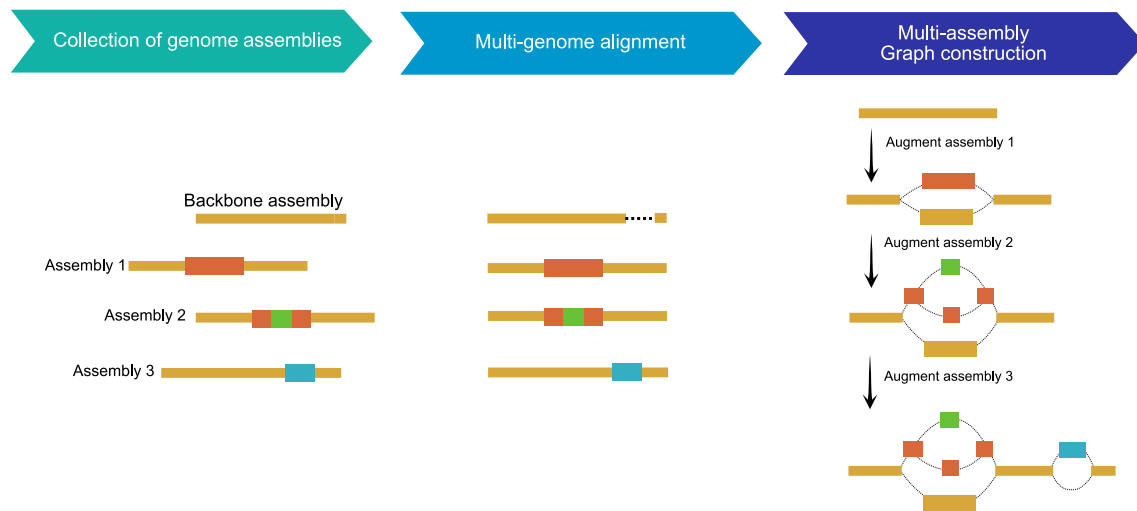 Collection of genome assemblies
Multi-genome alignment
Multi-assembly
Graph construction
Backbone assembly
Assembly 1
Assembly 2
Assembly 3
Augment assembly 1
Augment assembly 2
Augment assembly 3